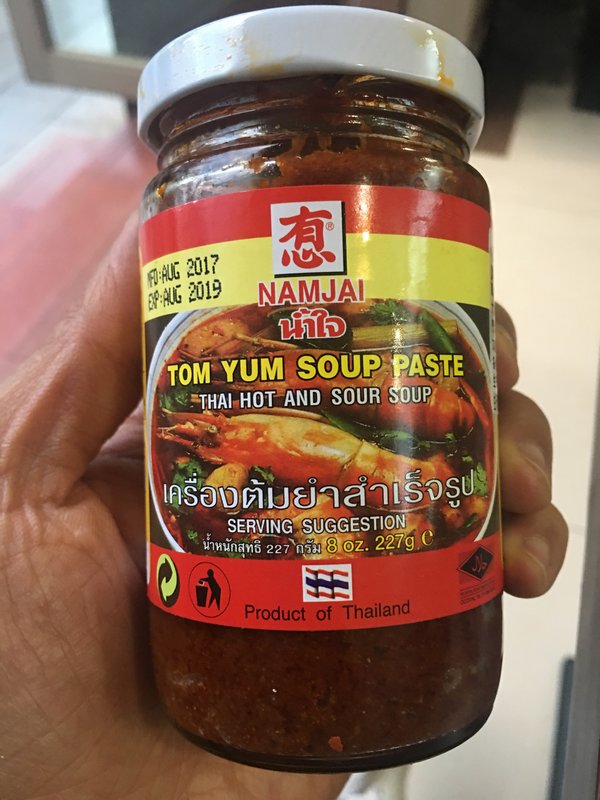 MFD:AUG 2017
EXP:AUG 2019
®
NAMJAI
น้ำใจ
TOM YUM SOUP PASTE
THAI HOT AND SOUR SOUP
เครื่องต้มยำสำเร็จรูป
SERVING SUGGESTION
น้ำหนักสุทธิ 227 กรัม 8 oz. 227g ℮
Product of Thailand